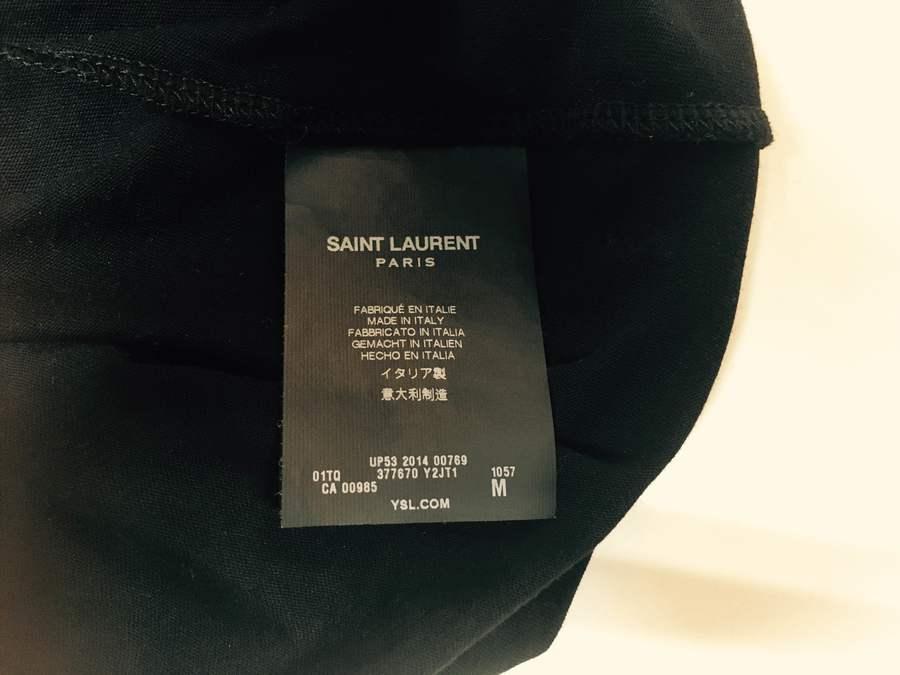 SAINT LAURENT
PARIS
FABRIQUÉ EN ITALIE
MADE IN ITALY
FABBRICATO IN ITALIA
GEMACHT IN ITALIEN
HECHO EN ITALIA
イタリア製
意大利制造
UP53 2014 00769
01TQ 377670 Y2JT1 1057
CA 00985 M
YSL.COM